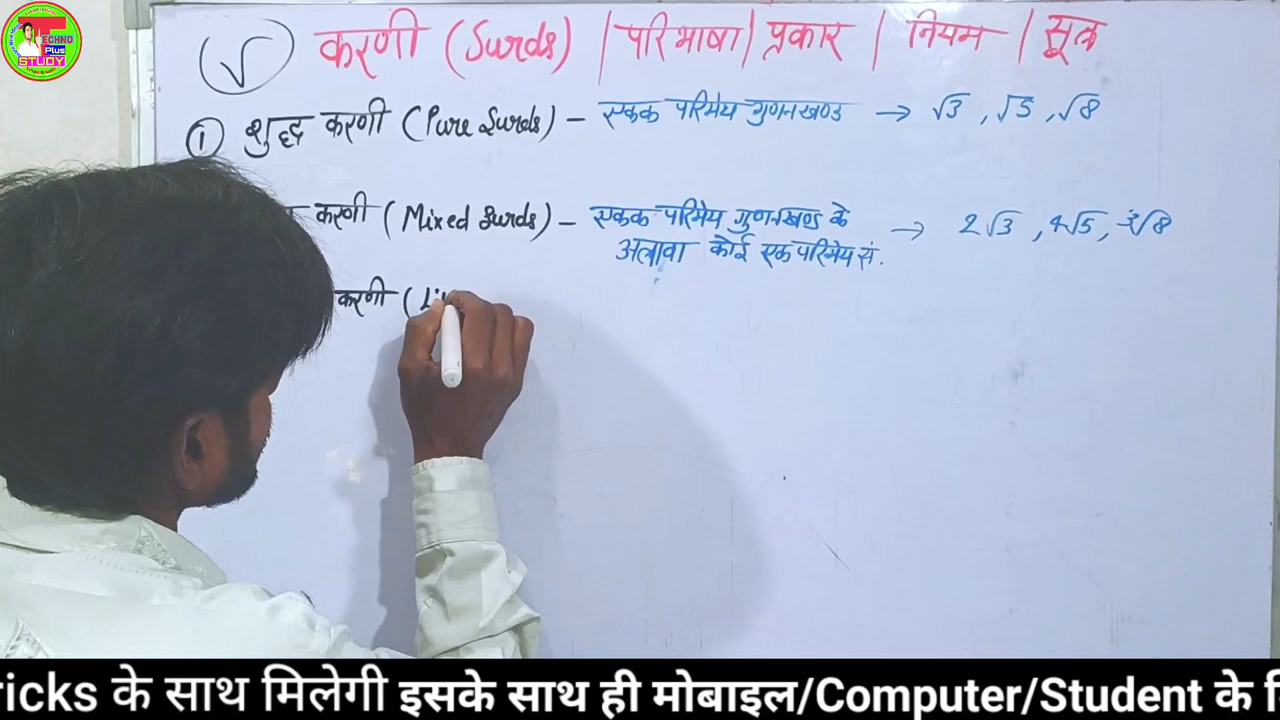 TECHNO
Plus
STUDY
√ करणी (Surds) | परिभाषा | प्रकार | नियम | सूत्र
① शुद्ध करणी (Pure Surds) – एकक परिमेय गुणनखण्ड → √3 , √5 , √8
करणी (Mixed Surds) – एकक परिमेय गुणनखण्ड के → 2√3 , 4√5 ,
अलावा कोई एक परिमेय सं.
करणी (Li
ricks के साथ मिलेगी इसके साथ ही मोबाइल/Computer/Student के